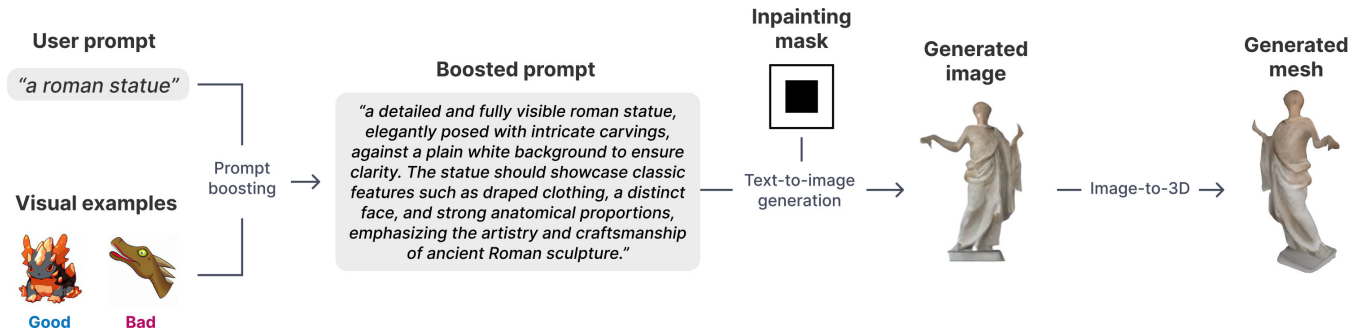 User prompt
“a roman statue”
Visual examples
Good
Bad
Prompt
boosting
Boosted prompt
“a detailed and fully visible roman statue,
elegantly posed with intricate carvings,
against a plain white background to ensure
clarity. The statue should showcase classic
features such as draped clothing, a distinct
face, and strong anatomical proportions,
emphasizing the artistry and craftsmanship
of ancient Roman sculpture.”
Inpainting
mask
Text-to-image
generation
Generated
image
Image-to-3D
Generated
mesh